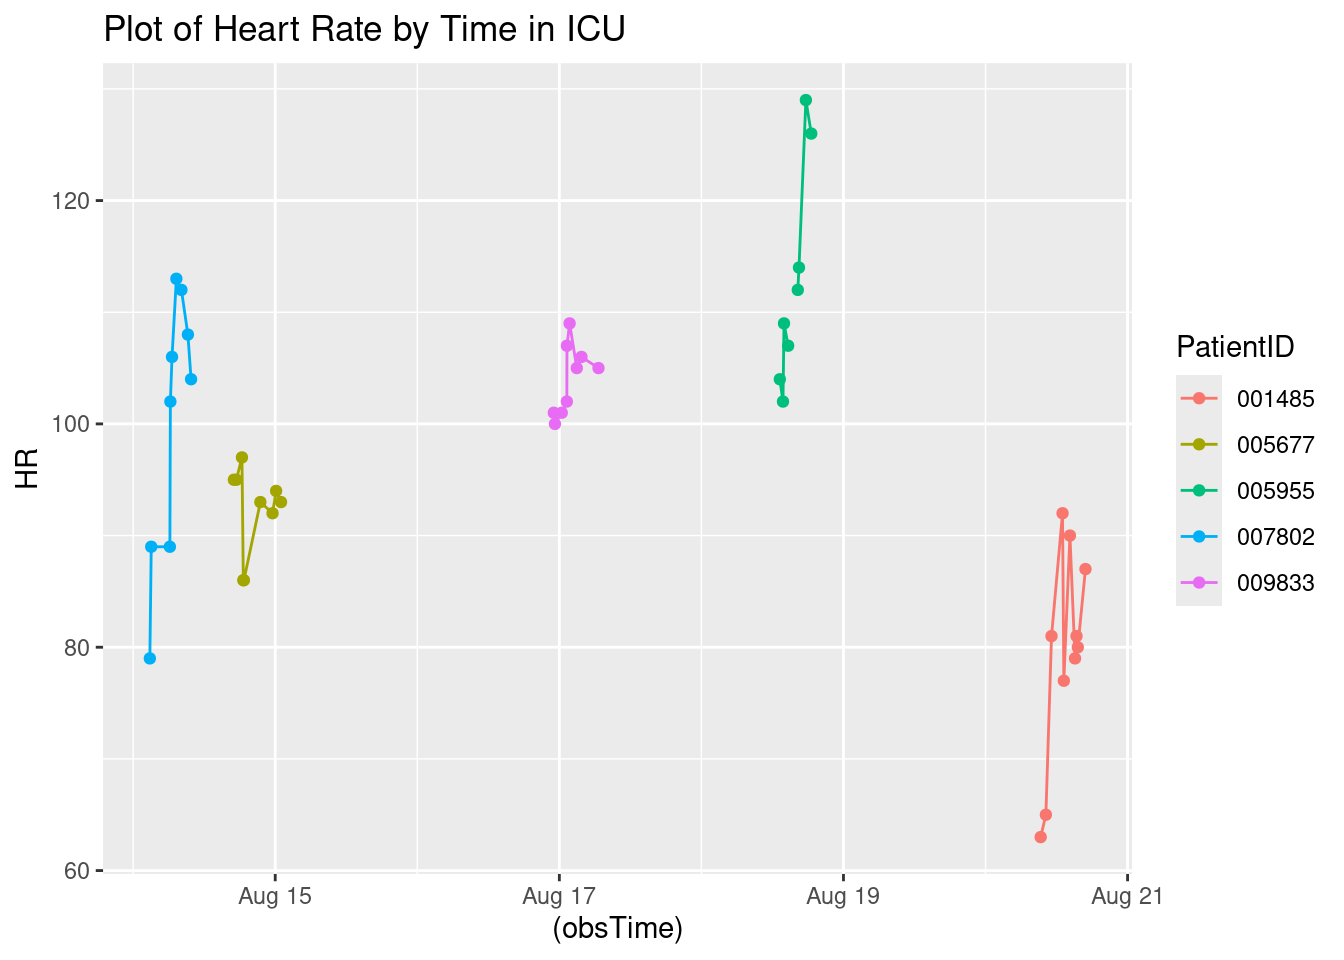 Plot of Heart Rate by Time in ICU
HR
120
100
80
60
Aug 15 Aug 17 Aug 19 Aug 21
(obsTime)
PatientID
001485
005677
005955
007802
009833